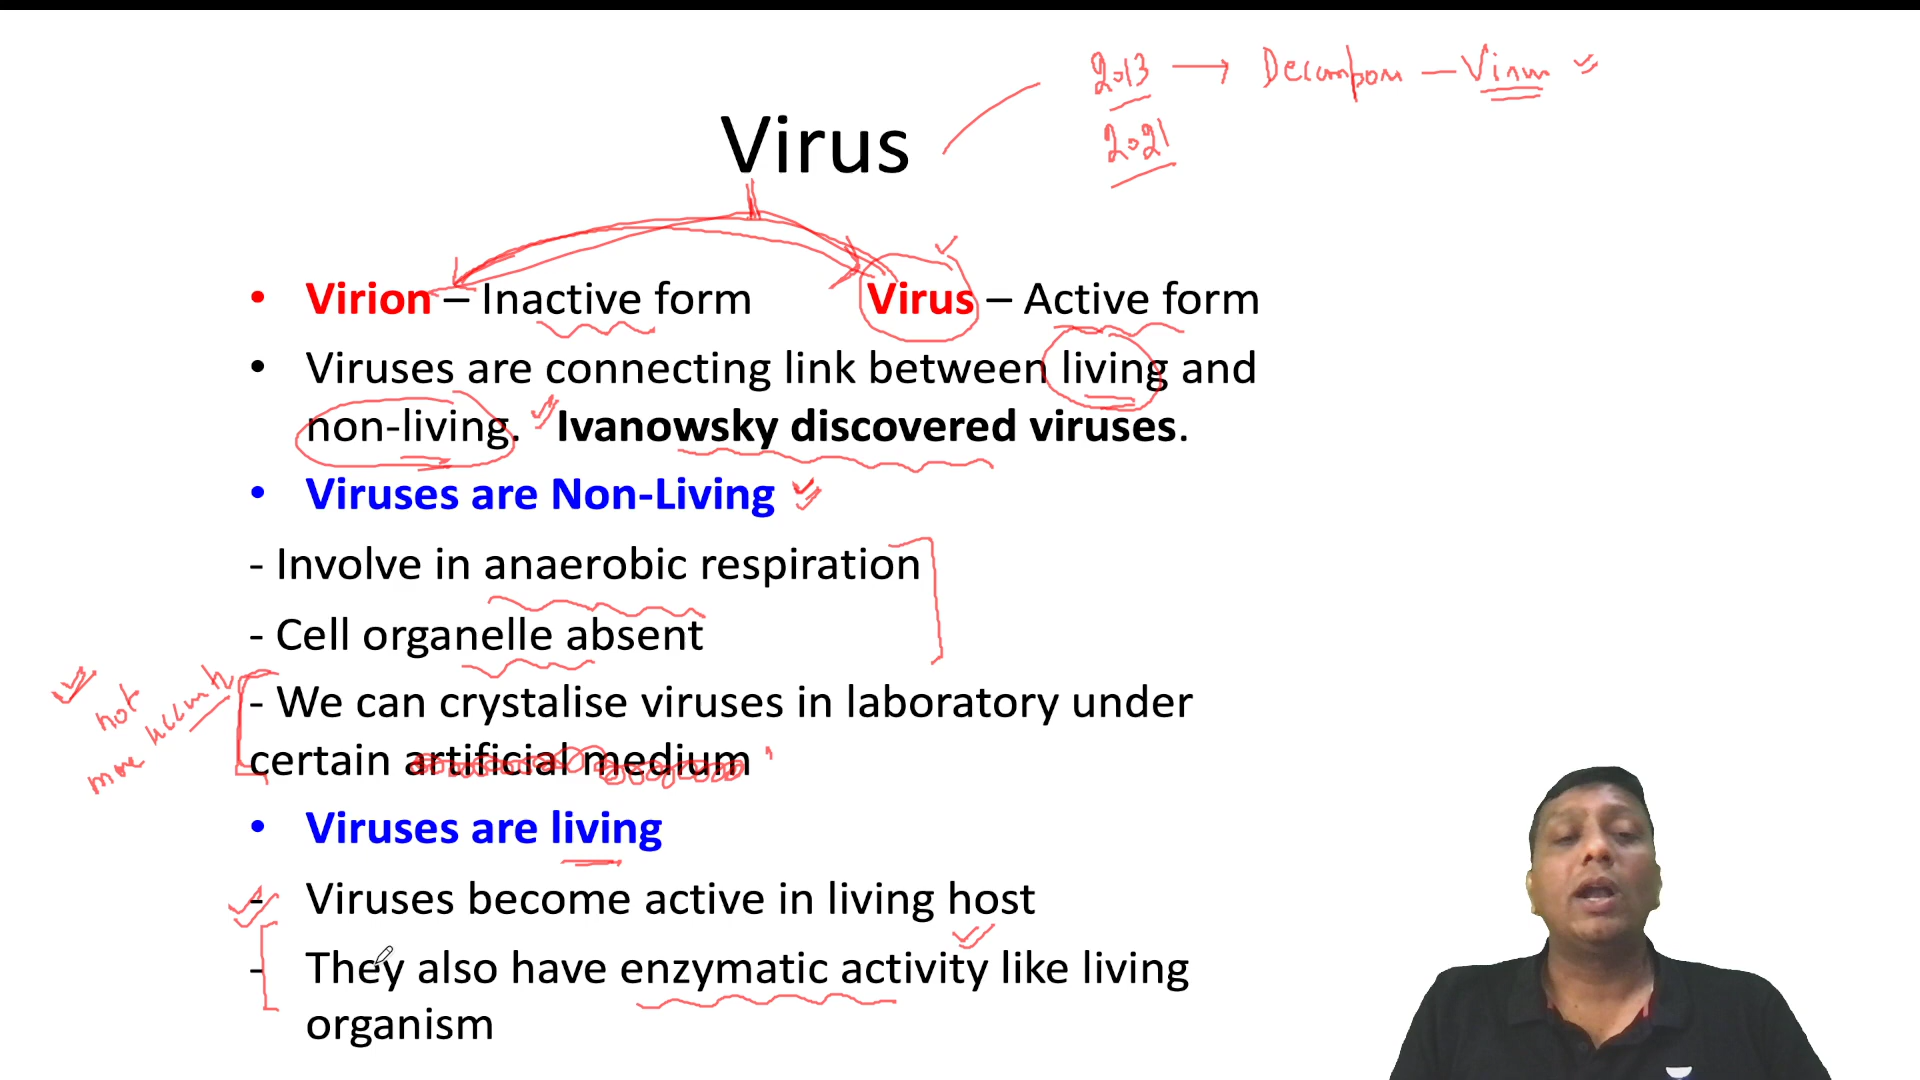 2013 → Decompom — Virus
2021
Virus
• Virion – Inactive form Virus – Active form
• Viruses are connecting link between living and
non-living. Ivanowsky discovered viruses.
• Viruses are Non-Living
- Involve in anaerobic respiration
- Cell organelle absent
not
more
- We can crystalise viruses in laboratory under
certain artificial medium
• Viruses are living
- Viruses become active in living host
- They also have enzymatic activity like living
organism